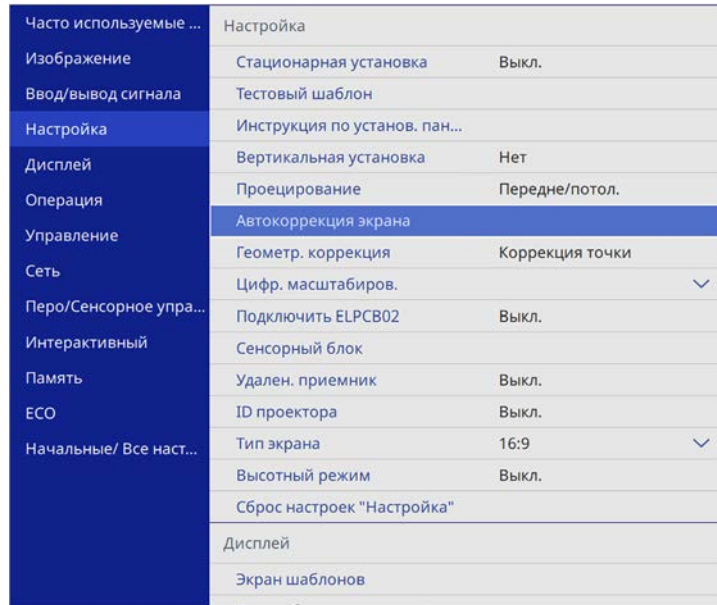 Часто используемые ...
Изображение
Ввод/вывод сигнала
Настройка
Дисплей
Операция
Управление
Сеть
Перо/Сенсорное упра...
Интерактивный
Память
ECO
Начальные/ Все наст...
Настройка
Стационарная установка Выкл.
Тестовый шаблон
Инструкция по установ. пан...
Вертикальная установка Нет
Проецирование Передне/потол.
Автокоррекция экрана
Геометр. коррекция Коррекция точки
Цифр. масштабиров.
Подключить ELPCB02 Выкл.
Сенсорный блок
Удален. приемник Выкл.
ID проектора Выкл.
Тип экрана 16:9
Высотный режим Выкл.
Сброс настроек "Настройка"
Дисплей
Экран шаблонов